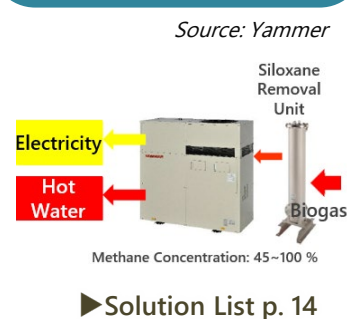 Source: Yammer
Siloxane
Removal
Unit
Electricity
Hot
Water
Biogas
Methane Concentration: 45~100 %
▶Solution List p. 14